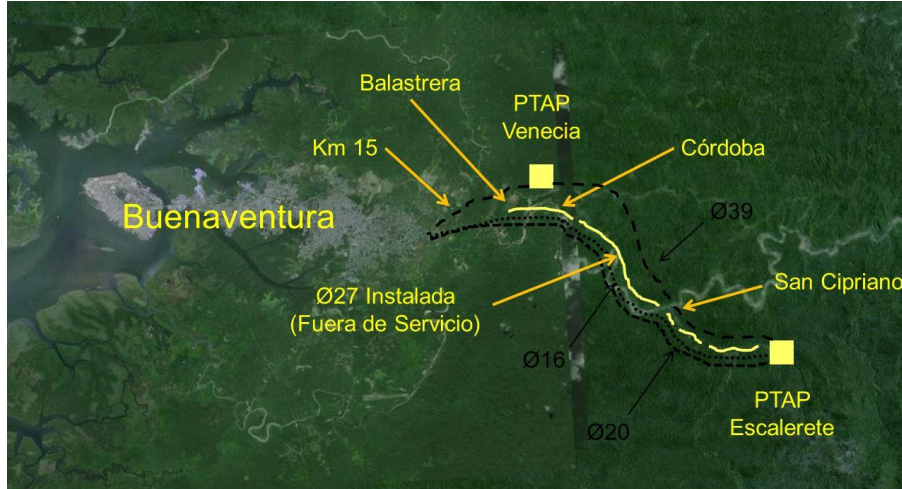 Balastrera
PTAP
Venecia
Km 15
Córdoba
Buenaventura
Ø39
Ø27 Instalada
(Fuera de Servicio)
San Cipriano
Ø16
Ø20
PTAP
Escalerete